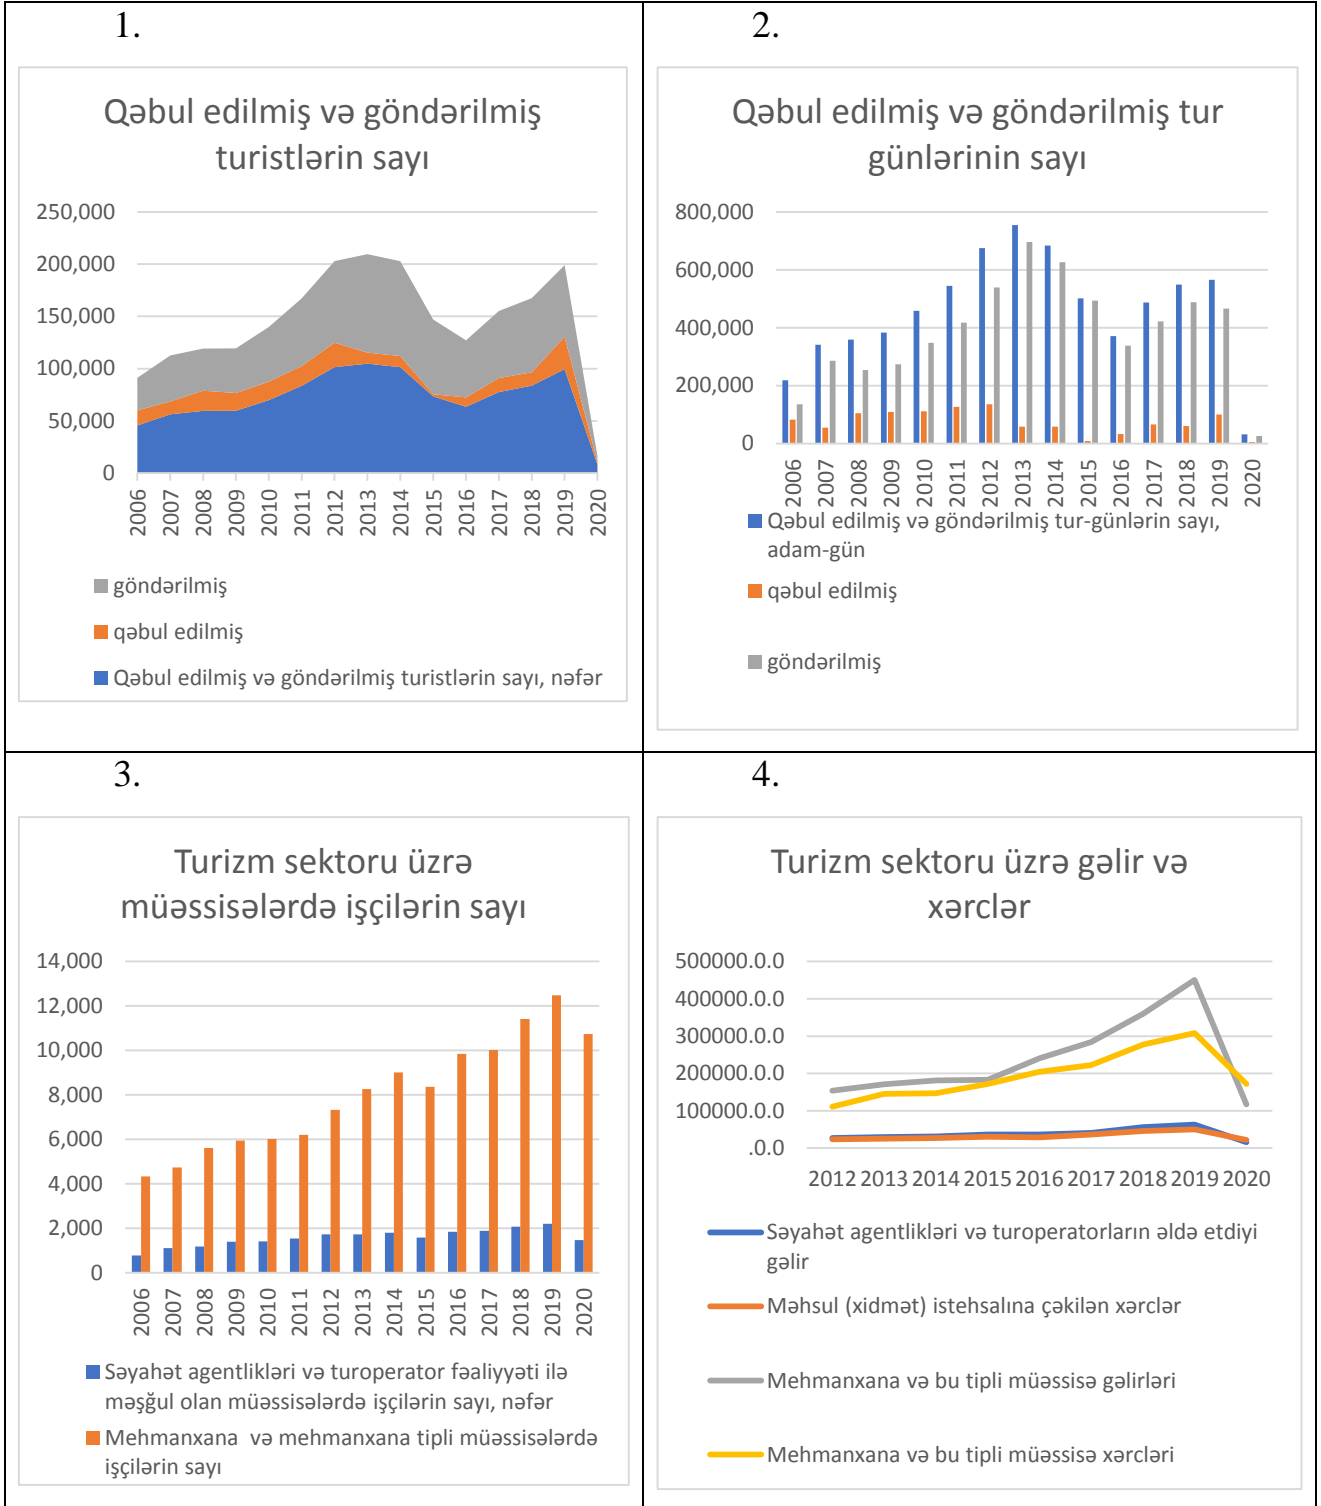 1.
Qəbul edilmiş və göndərilmiş
turistlərin sayı
250,000
200,000
150,000
100,000
50,000
0
2006
2007
2008
2009
2010
2011
2012
2013
2014
2015
2016
2017
2018
2019
2020
göndərilmiş
qəbul edilmiş
Qəbul edilmiş və göndərilmiş turistlərin sayı, nəfər
2.
Qəbul edilmiş və göndərilmiş tur
günlərinin sayı
800,000
600,000
400,000
200,000
0
2006
2007
2008
2009
2010
2011
2012
2013
2014
2015
2016
2017
2018
2019
2020
Qəbul edilmiş və göndərilmiş tur-günlərin sayı,
adam-gün
qəbul edilmiş
göndərilmiş
3.
Turizm sektoru üzrə
müəssisələrdə işçilərin sayı
14,000
12,000
10,000
8,000
6,000
4,000
2,000
0
2006
2007
2008
2009
2010
2011
2012
2013
2014
2015
2016
2017
2018
2019
2020
Səyahət agentlikləri və turoperator fəaliyyəti ilə
məşğul olan müəssisələrdə işçilərin sayı, nəfər
Mehmanxana və mehmanxana tipli müəssisələrdə
işçilərin sayı
4.
Turizm sektoru üzrə gəlir və
xərclər
500000.0.0
400000.0.0
300000.0.0
200000.0.0
100000.0.0
.0.0
2012 2013 2014 2015 2016 2017 2018 2019 2020
Səyahət agentlikləri və turoperatorların əldə etdiyi
gəlir
Məhsul (xidmət) istehsalına çəkilən xərclər
Mehmanxana və bu tipli müəssisə gəlirləri
Mehmanxana və bu tipli müəssisə xərcləri